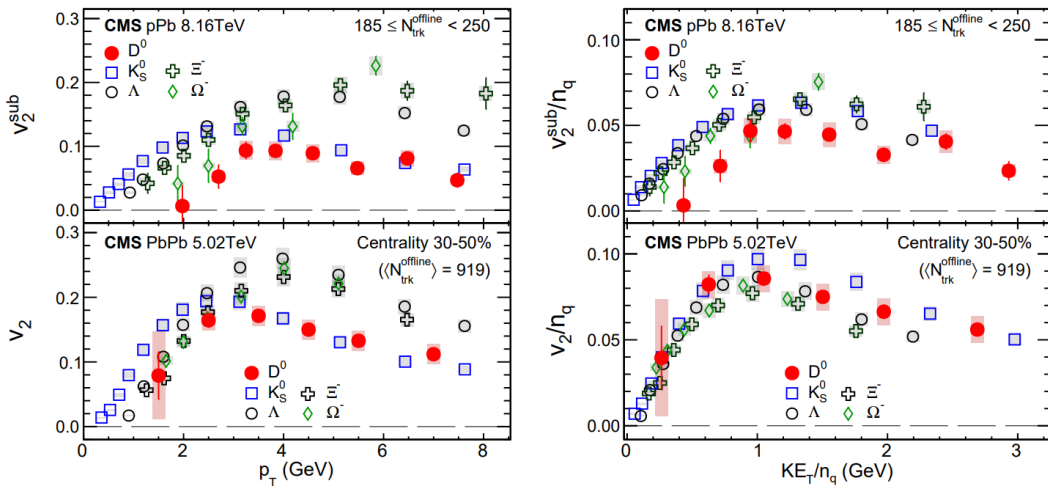 CMS pPb 8.16TeV
185 ≤ N_trk^offline < 250
D⁰
K_S^0
Λ
Ξ⁻
Ω⁻
v₂^sub
0.3
0.2
0.1
0.0
CMS PbPb 5.02TeV
Centrality 30-50%
(⟨N_trk^offline⟩ = 919)
D⁰
K_S^0
Λ
Ξ⁻
Ω⁻
v₂
0.3
0.2
0.1
0.0
0
2
4
6
8
p_T (GeV)
CMS pPb 8.16TeV
185 ≤ N_trk^offline < 250
D⁰
K_S^0
Λ
Ξ⁻
Ω⁻
v₂^sub/n_q
0.10
0.05
0.00
CMS PbPb 5.02TeV
Centrality 30-50%
(⟨N_trk^offline⟩ = 919)
D⁰
K_S^0
Λ
Ξ⁻
Ω⁻
v₂/n_q
0.10
0.05
0.00
0
1
2
3
KE_T/n_q (GeV)